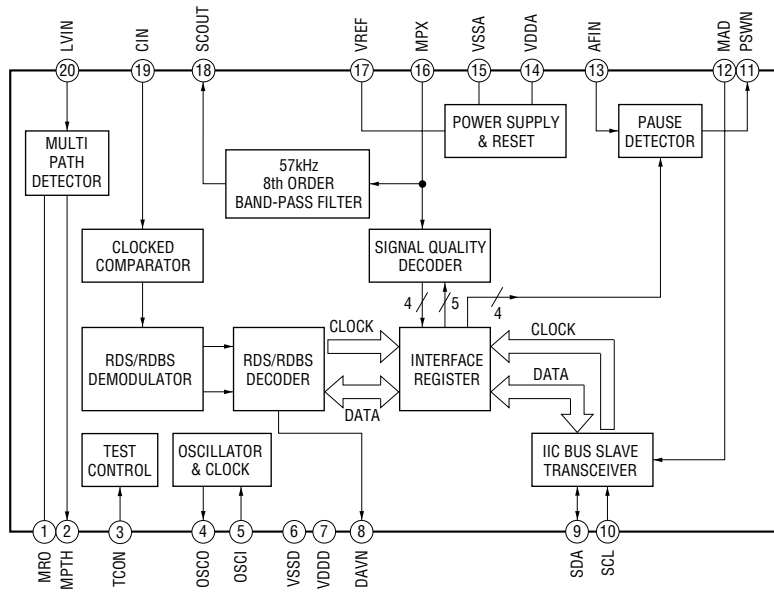 LVIN
CIN
SCOUT
VREF
MPX
VSSA
VDDA
AFIN
MAD
PSWN
20
19
18
17
16
15
14
13
12
11
MULTI
PATH
DETECTOR
57kHz
8th ORDER
BAND-PASS FILTER
POWER SUPPLY
& RESET
PAUSE
DETECTOR
CLOCKED
COMPARATOR
SIGNAL QUALITY
DECODER
4
5
4
RDS/RDBS
DEMODULATOR
RDS/RDBS
DECODER
CLOCK
DATA
INTERFACE
REGISTER
CLOCK
DATA
TEST
CONTROL
OSCILLATOR
& CLOCK
IIC BUS SLAVE
TRANSCEIVER
1
2
3
4
5
6
7
8
9
10
MRO
MPTH
TCON
OSCO
OSCI
VSSD
VDDD
DAVN
SDA
SCL